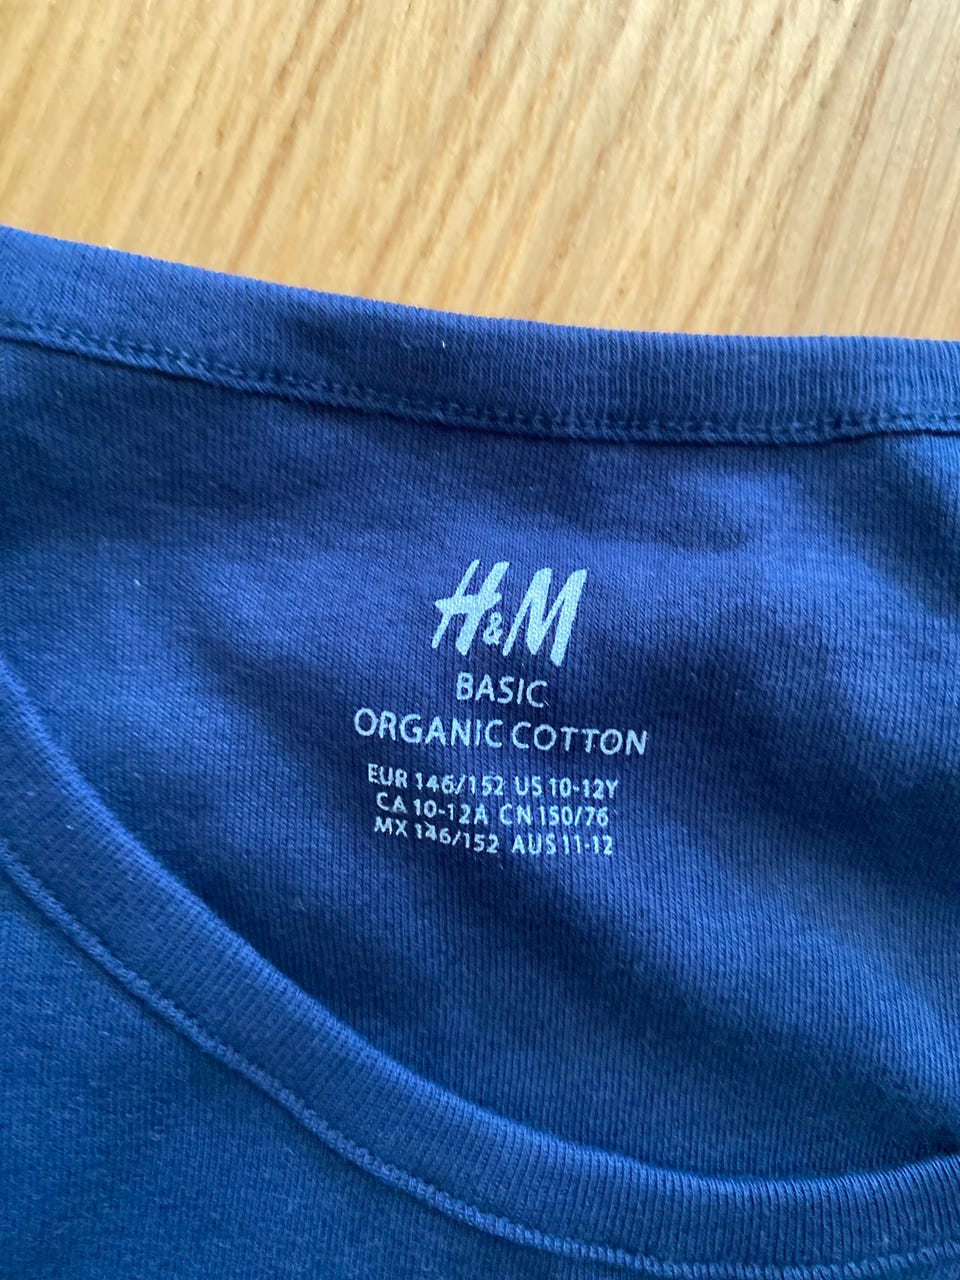 H&M
BASIC
ORGANIC COTTON
EUR 146/152 US 10-12Y
CA 10-12A CN 150/76
MX 146/152 AUS 11-12